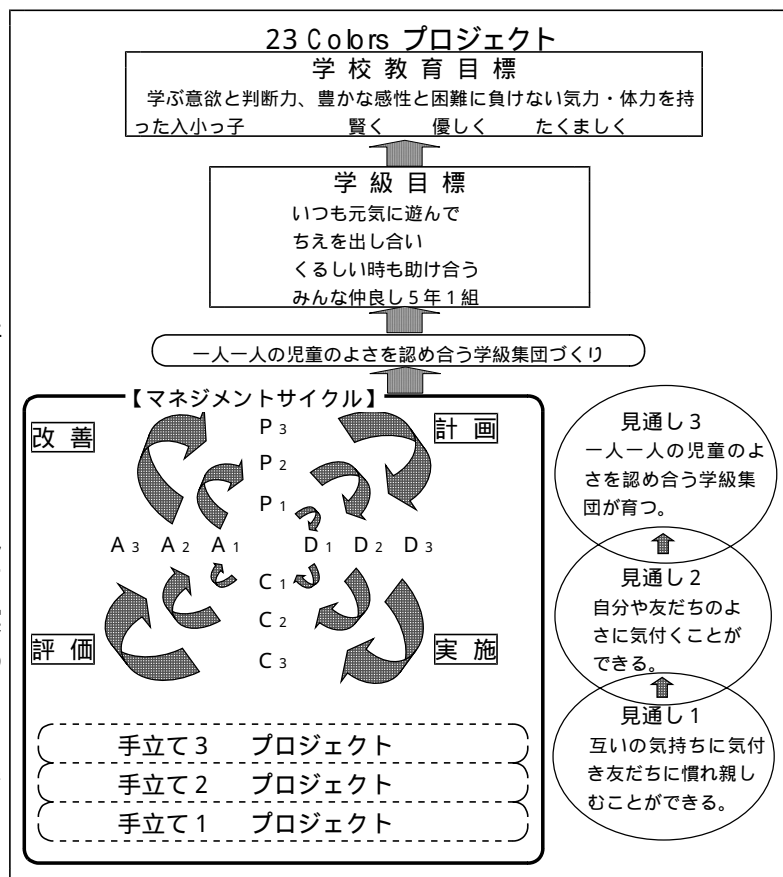 23 Colors プロジェクト
学校教育目標
学ぶ意欲と判断力、豊かな感性と困難に負けない気力・体力を持
った入小っ子 賢く 優しく たくましく
学級目標
いつも元気に遊んで
ちえを出し合い
くるしい時も助け合う
みんな仲良し5年1組
一人一人の児童のよさを認め合う学級集団づくり
【マネジメントサイクル】
改善
計画
P3
P2
P1
A3 A2 A1 D1 D2 D3
C1
C2
C3
評価
実施
手立て3 プロジェクト
手立て2 プロジェクト
手立て1 プロジェクト
見通し3
一人一人の児童のよ
さを認め合う学級集
団が育つ。
見通し2
自分や友だちのよ
さに気付くことが
できる。
見通し1
互いの気持ちに気付
き友だちに慣れ親し
むことができる。